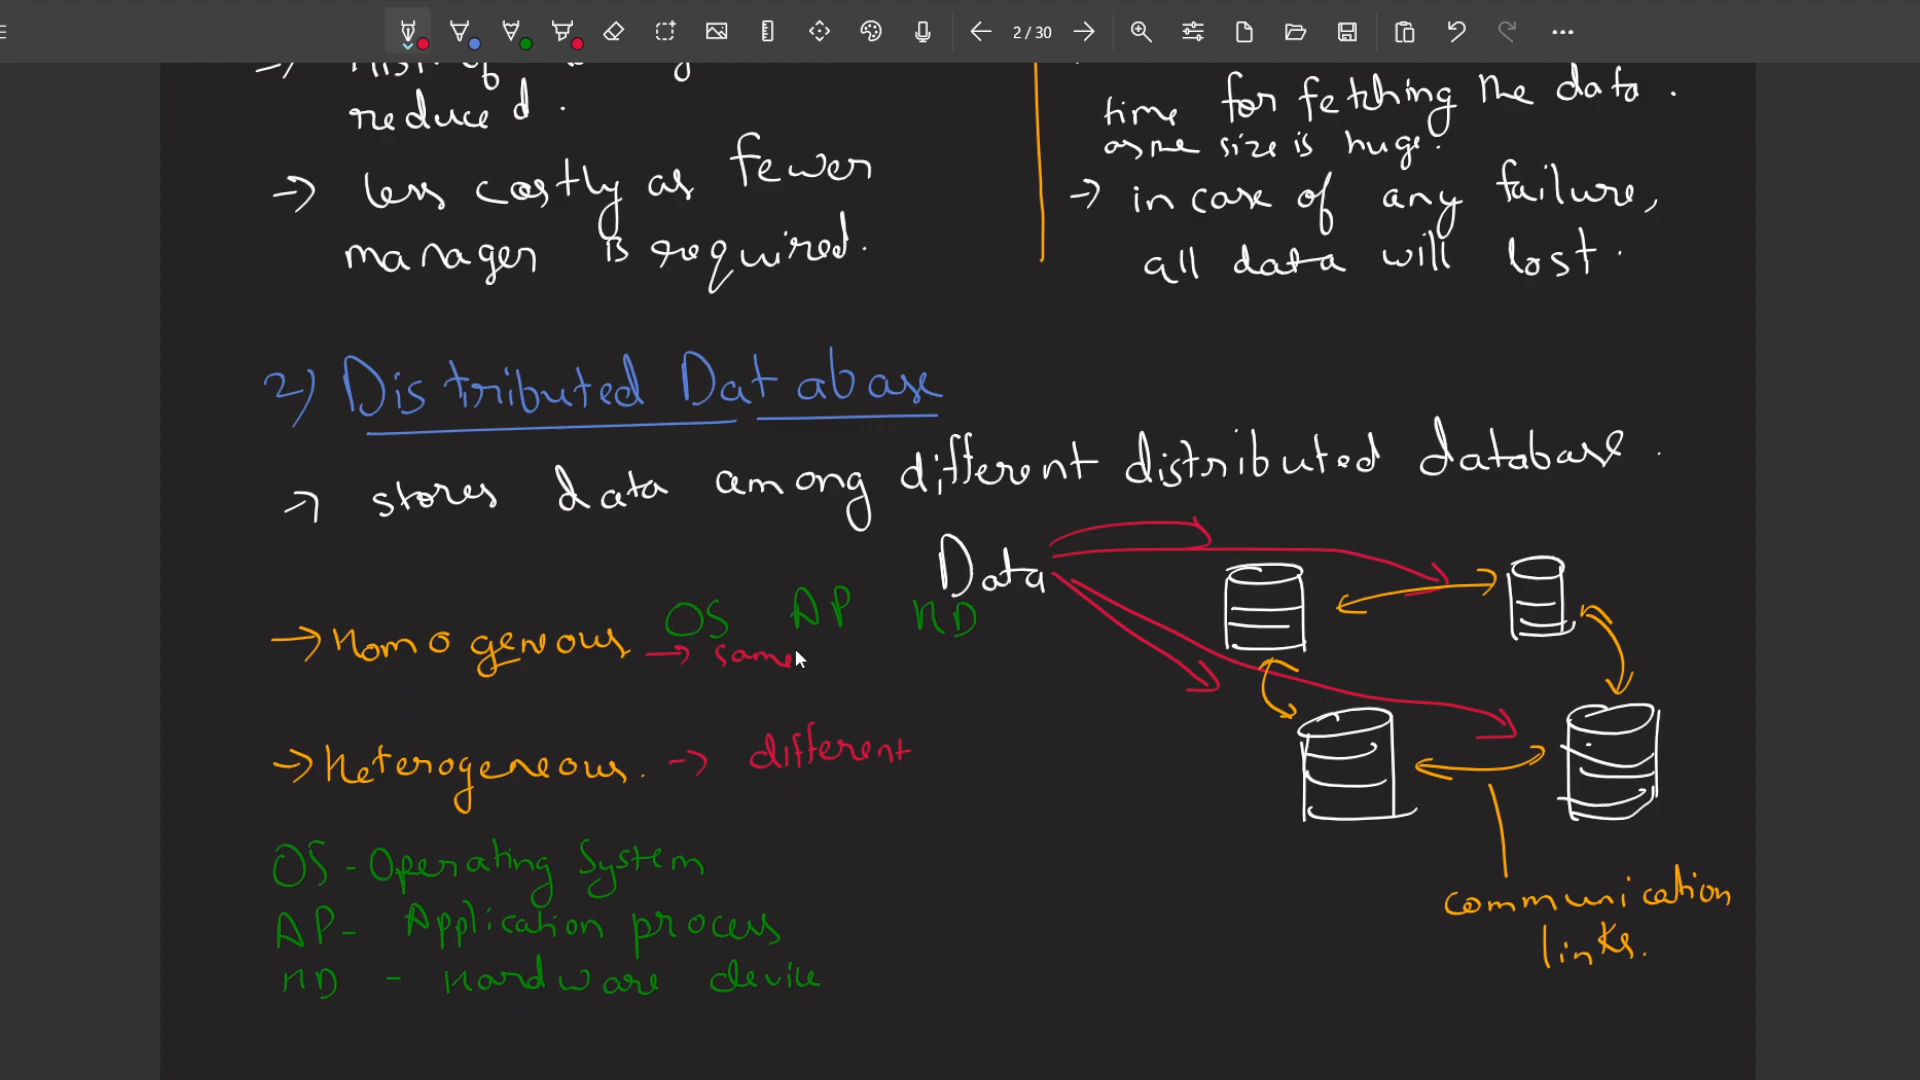 2/30
reduced.
→ less costly as fewer
manager is required.
time for fetching the data.
as the size is huge.
→ in case of any failure,
all data will lost.
2) Distributed Database
→ stores data among different distributed database.
Data
OS AP HD
→ Homogenous → same
→ Heterogeneous. → different
OS - Operating System
AP - Application process
HD - Hardware device
communication
links.